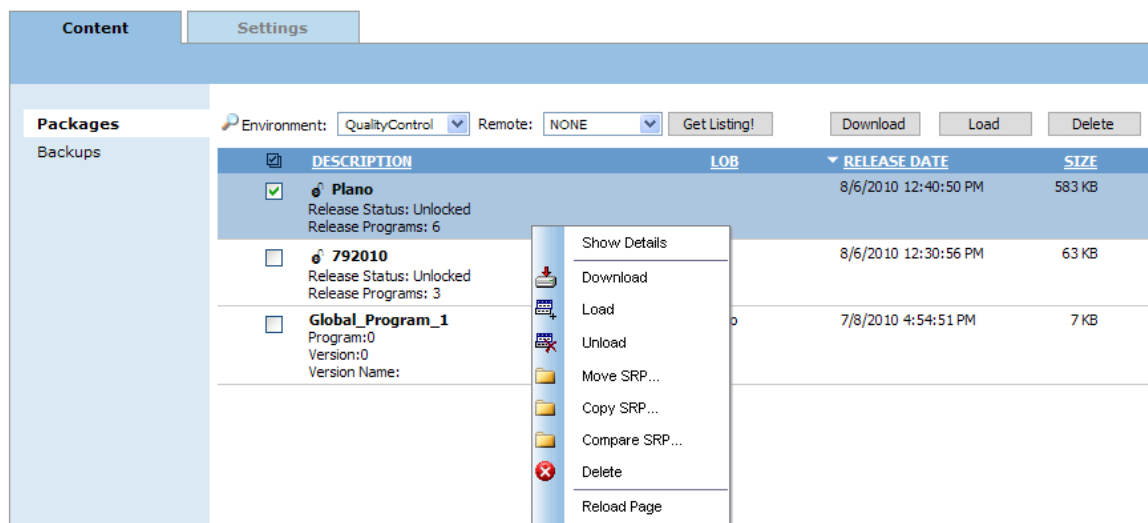 Content Settings
Packages
Backups
Environment: QualityControl Remote: NONE Get Listing! Download Load Delete
DESCRIPTION LOB RELEASE DATE SIZE
Plano 8/6/2010 12:40:50 PM 583 KB
Release Status: Unlocked
Release Programs: 6
792010 8/6/2010 12:30:56 PM 63 KB
Release Status: Unlocked
Release Programs: 3
Global_Program_1 7/8/2010 4:54:51 PM 7 KB
Program:0
Version:0
Version Name:
Show Details
Download
Load
Unload
Move SRP...
Copy SRP...
Compare SRP...
Delete
Reload Page